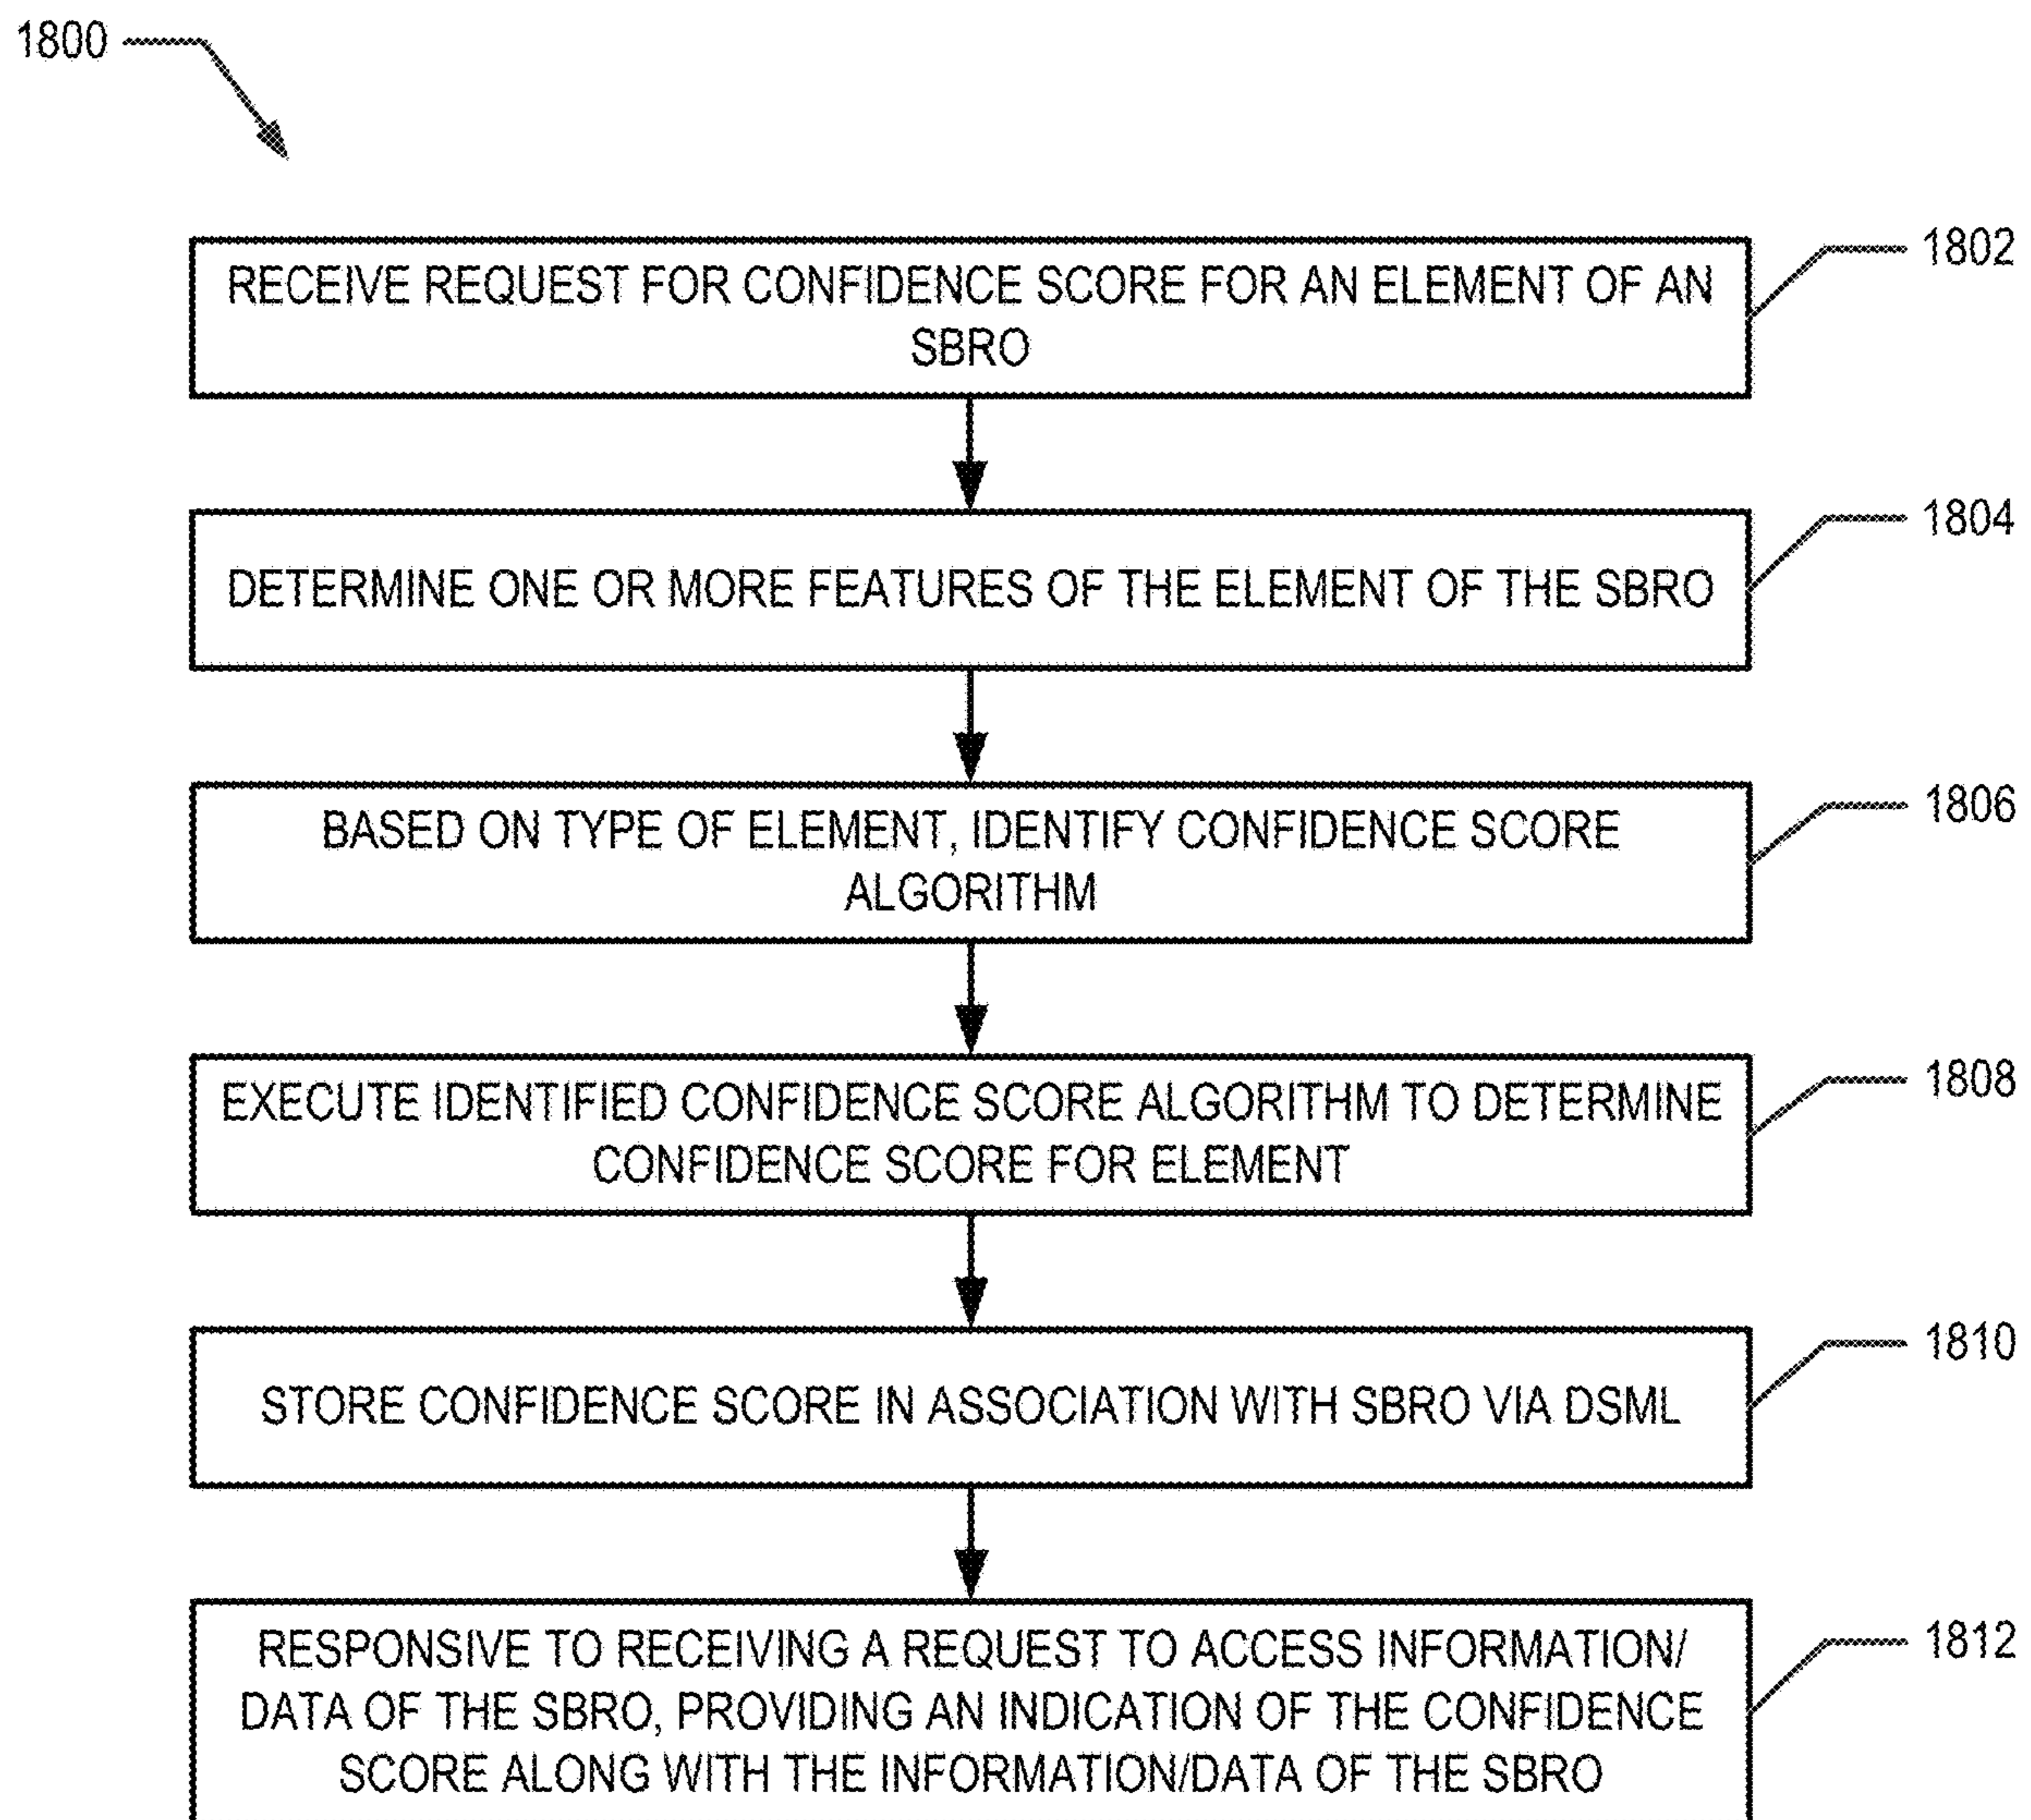 1800
RECEIVE REQUEST FOR CONFIDENCE SCORE FOR AN ELEMENT OF AN
SBRO
1802
DETERMINE ONE OR MORE FEATURES OF THE ELEMENT OF THE SBRO
1804
BASED ON TYPE OF ELEMENT, IDENTIFY CONFIDENCE SCORE
ALGORITHM
1806
EXECUTE IDENTIFIED CONFIDENCE SCORE ALGORITHM TO DETERMINE
CONFIDENCE SCORE FOR ELEMENT
1808
STORE CONFIDENCE SCORE IN ASSOCIATION WITH SBRO VIA DSML
1810
RESPONSIVE TO RECEIVING A REQUEST TO ACCESS INFORMATION/
DATA OF THE SBRO, PROVIDING AN INDICATION OF THE CONFIDENCE
SCORE ALONG WITH THE INFORMATION/DATA OF THE SBRO
1812